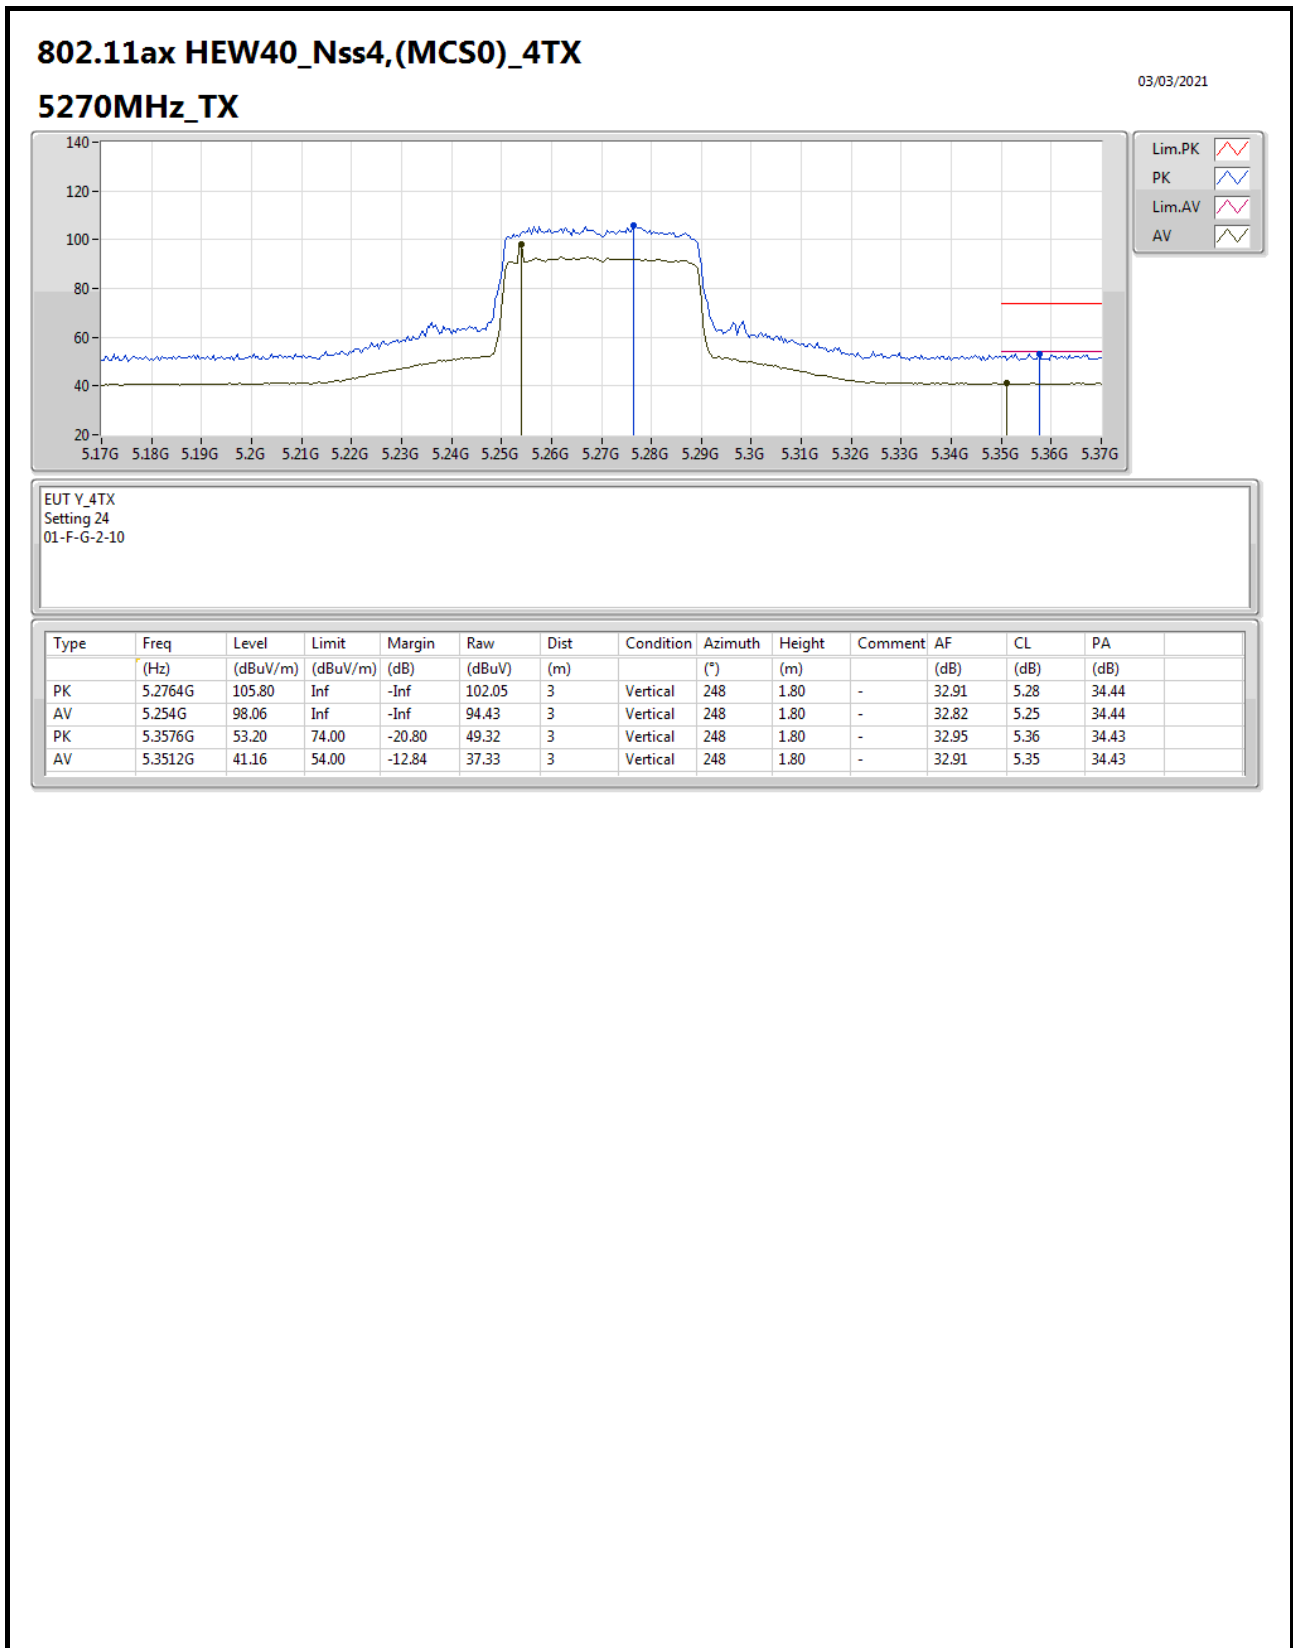 802.11ax HEW40_Nss4,(MCS0)_4TX
03/03/2021
5270MHz_TX
140
120
100
80
60
40
20
5.17G 5.18G 5.19G 5.2G 5.21G 5.22G 5.23G 5.24G 5.25G 5.26G 5.27G 5.28G 5.29G 5.3G 5.31G 5.32G 5.33G 5.34G 5.35G 5.36G 5.37G
Lim.PK
PK
Lim.AV
AV
EUT Y_4TX
Setting 24
01-F-G-2-10
Type Freq Level Limit Margin Raw Dist Condition Azimuth Height Comment AF CL PA
(Hz) (dBuV/m) (dBuV/m) (dB) (dBuV) (m) (°) (m) (dB) (dB) (dB)
PK 5.2764G 105.80 Inf -Inf 102.05 3 Vertical 248 1.80 - 32.91 5.28 34.44
AV 5.254G 98.06 Inf -Inf 94.43 3 Vertical 248 1.80 - 32.82 5.25 34.44
PK 5.3576G 53.20 74.00 -20.80 49.32 3 Vertical 248 1.80 - 32.95 5.36 34.43
AV 5.3512G 41.16 54.00 -12.84 37.33 3 Vertical 248 1.80 - 32.91 5.35 34.43